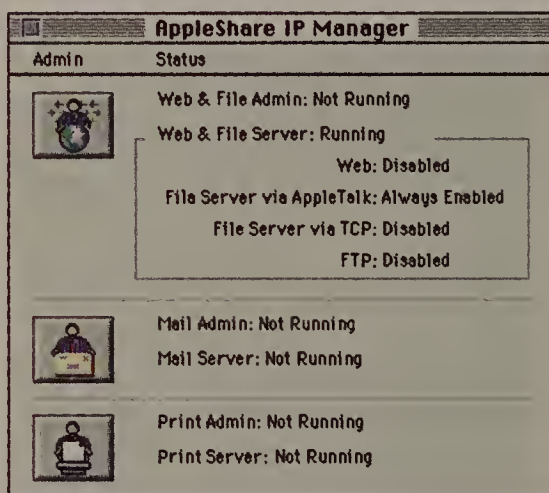 AppleShare IP Manager
Admin Status
Web & File Admin: Not Running
Web & File Server: Running
Web: Disabled
File Server via AppleTalk: Always Enabled
File Server via TCP: Disabled
FTP: Disabled
Mail Admin: Not Running
Mail Server: Not Running
Print Admin: Not Running
Print Server: Not Running